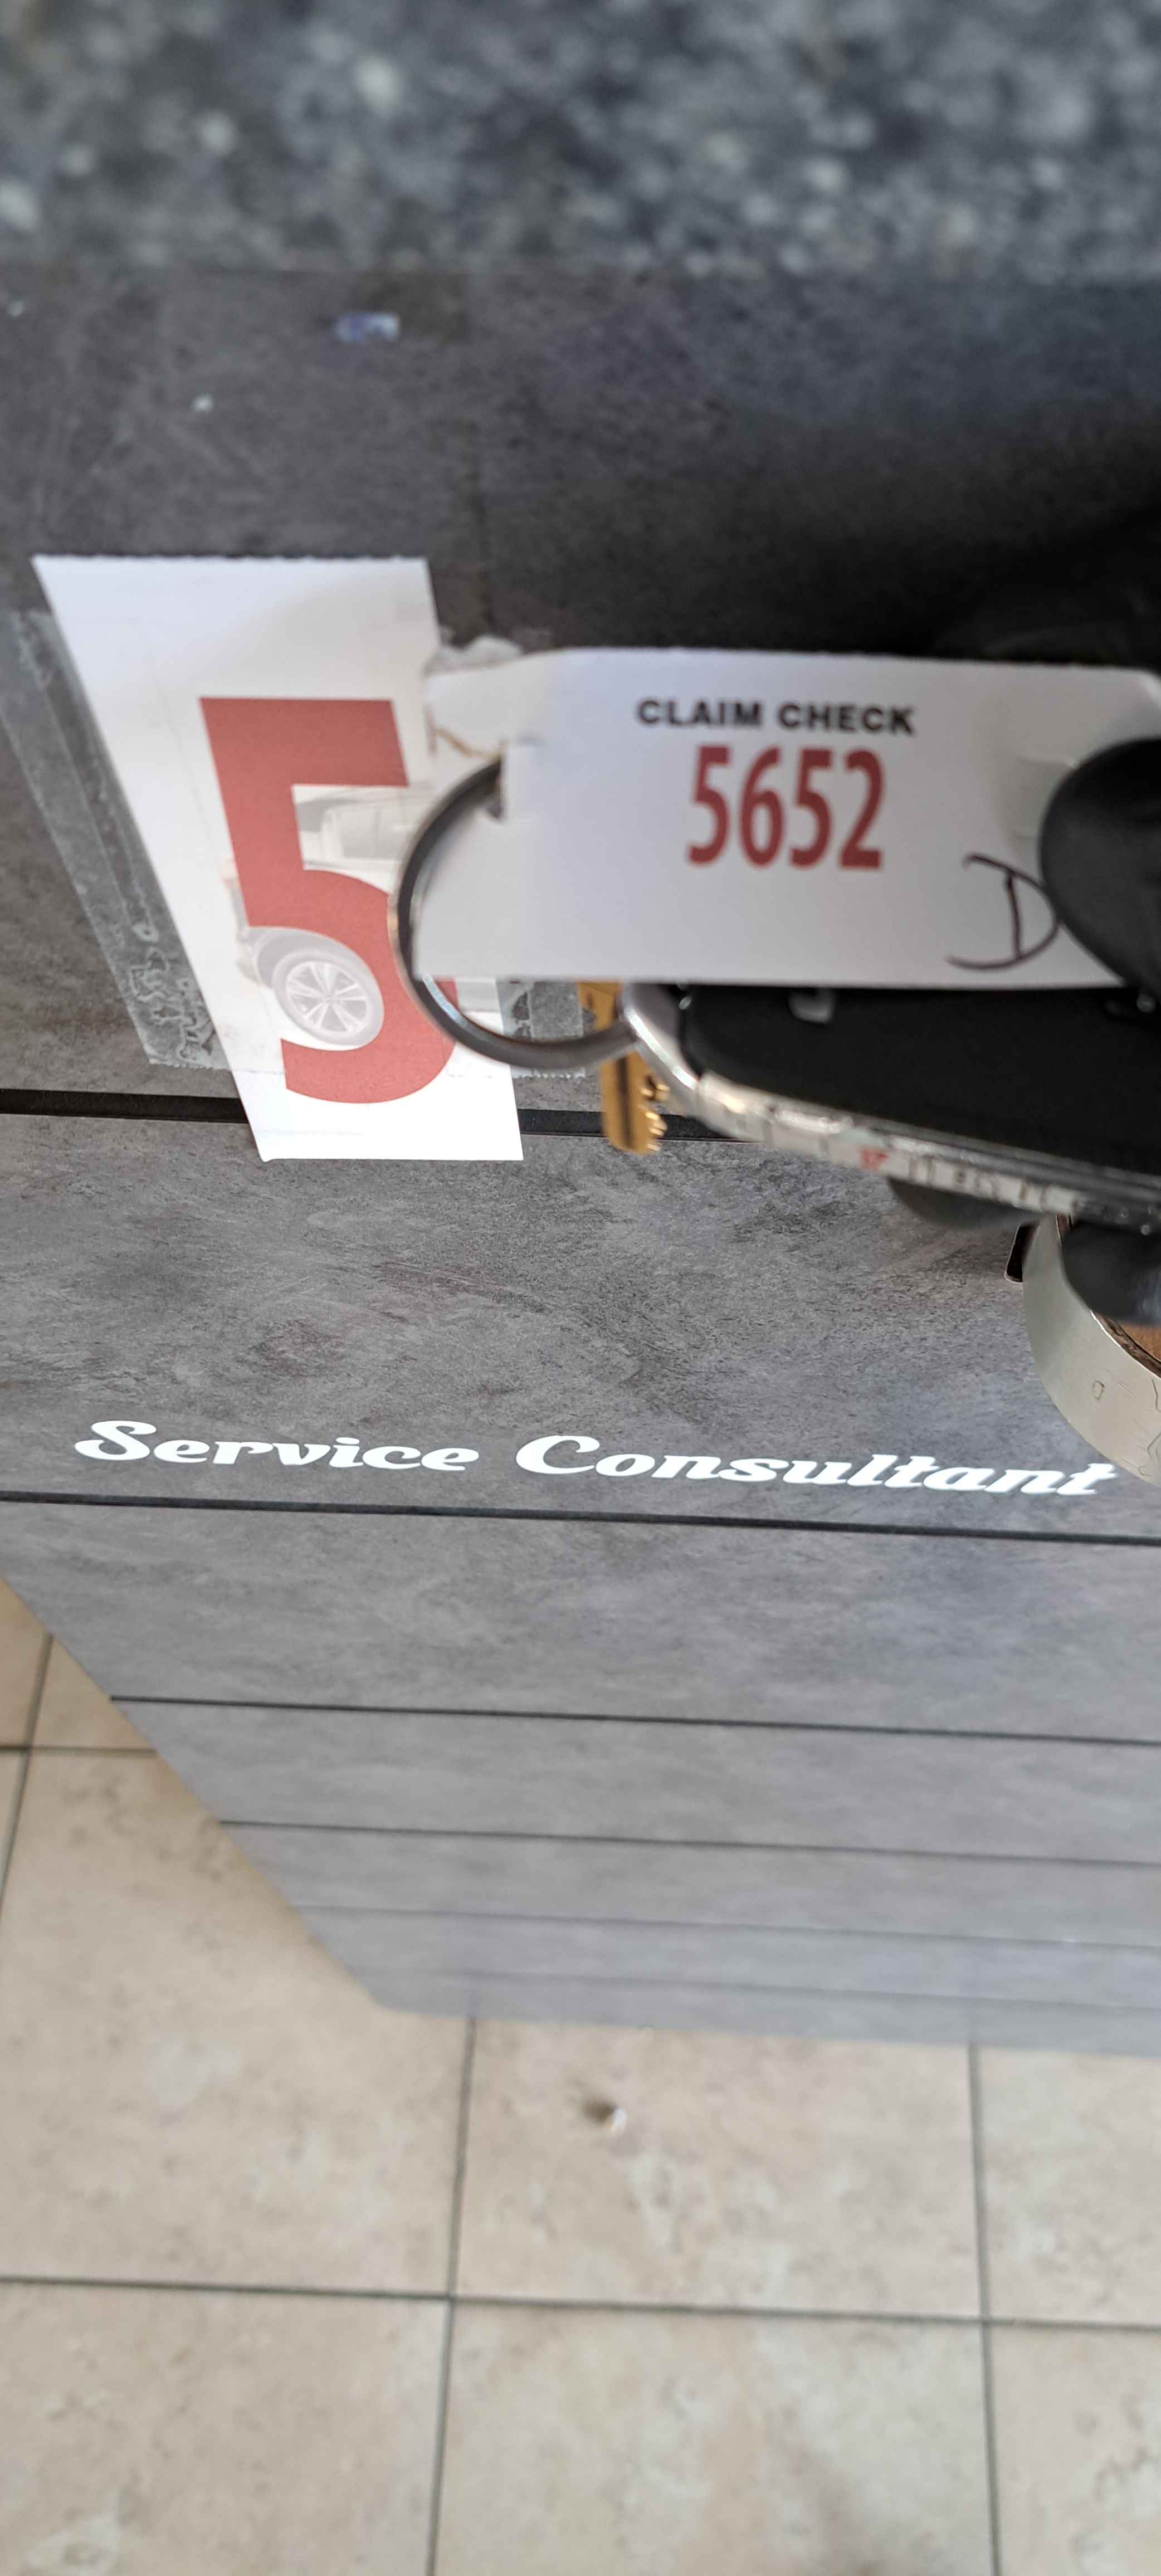 5
CLAIM CHECK
5652
D
Service Consultant